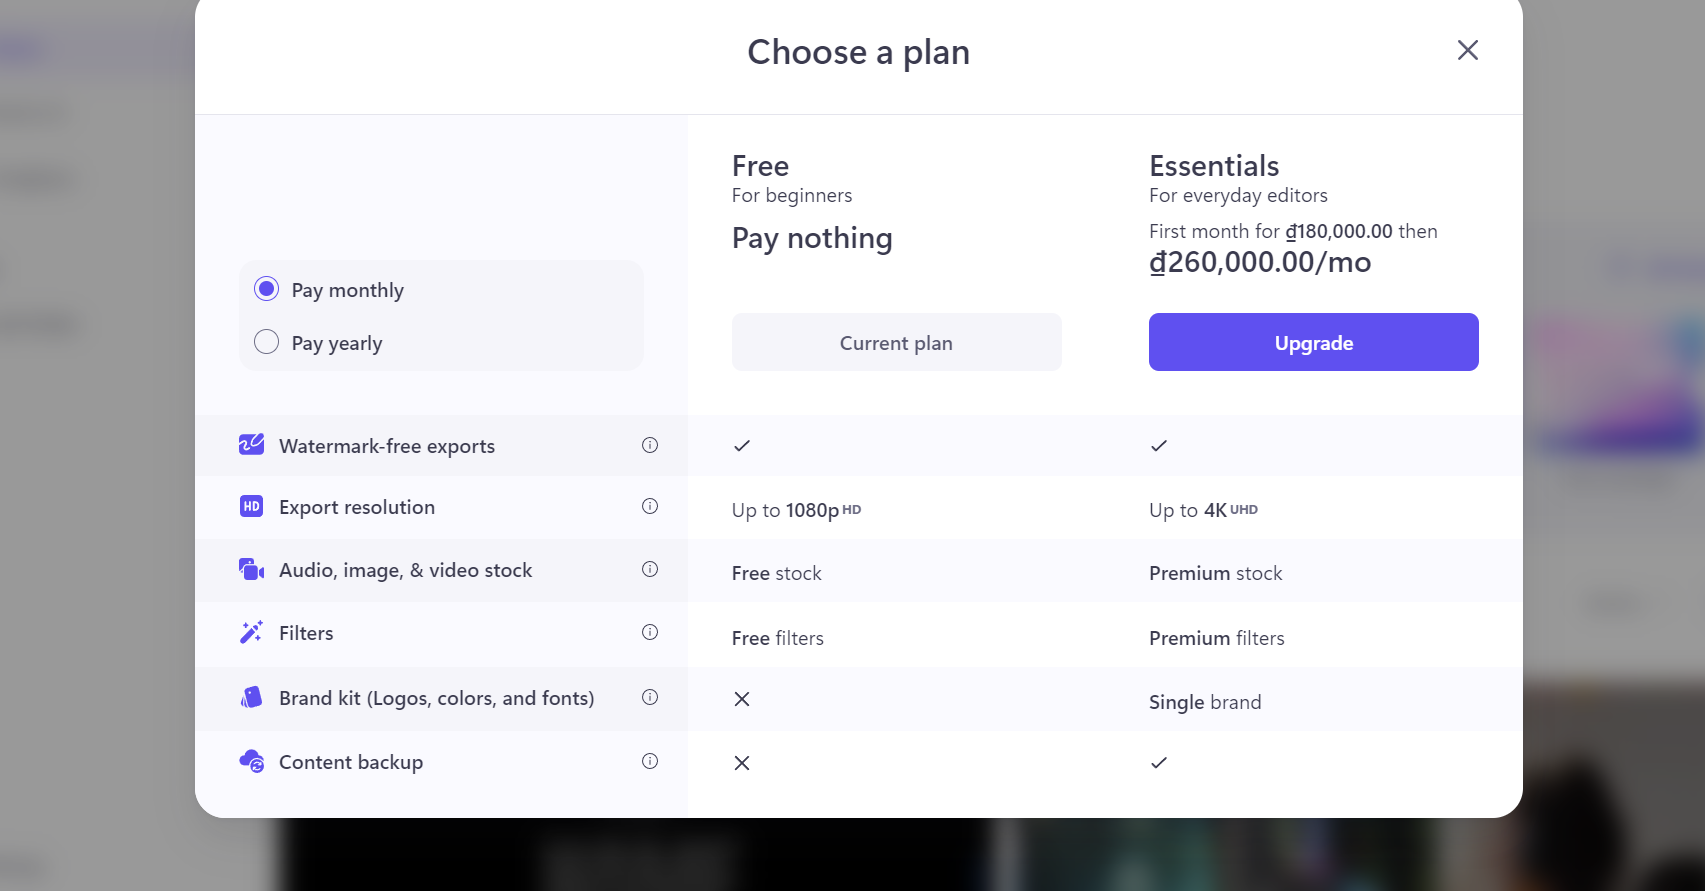 Choose a plan
Free
For beginners
Pay nothing
Essentials
For everyday editors
First month for ₫180,000.00 then
₫260,000.00/mo
Pay monthly
Pay yearly
Current plan
Upgrade
Watermark-free exports
HD Export resolution
Up to 1080p HD
Up to 4K UHD
Audio, image, & video stock
Free stock
Premium stock
Filters
Free filters
Premium filters
Brand kit (Logos, colors, and fonts)
Single brand
Content backup